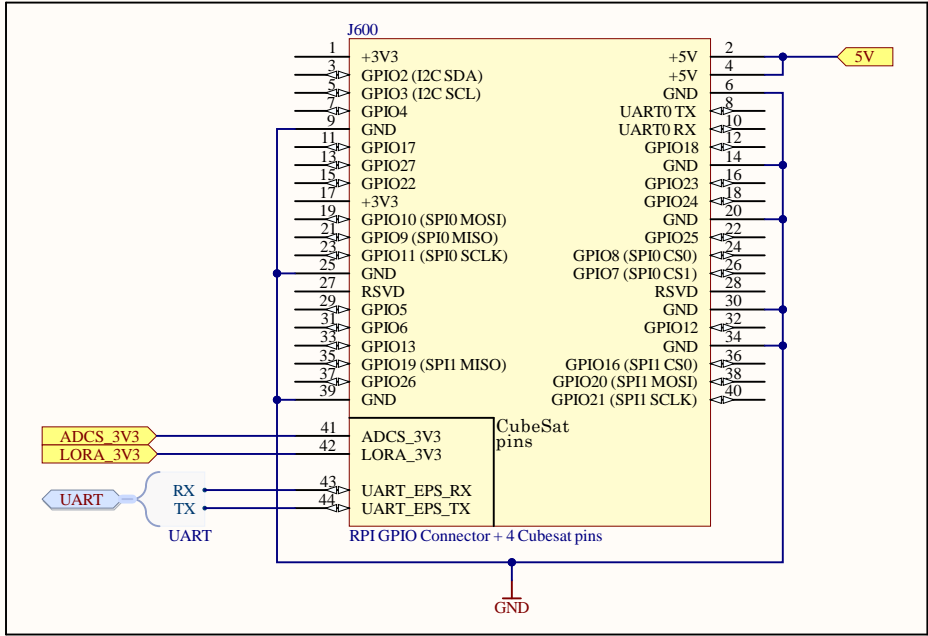 J600
1 +3V3 +5V 2 5V
3 GPIO2 (I2C SDA) +5V 4
5 GPIO3 (I2C SCL) GND 6
7 GPIO4 UART0 TX 8
9 GND UART0 RX 10
11 GPIO17 GPIO18 12
13 GPIO27 GND 14
15 GPIO22 GPIO23 16
17 +3V3 GPIO24 18
19 GPIO10 (SPI0 MOSI) GND 20
21 GPIO9 (SPI0 MISO) GPIO25 22
23 GPIO11 (SPI0 SCLK) GPIO8 (SPI0 CS0) 24
25 GND GPIO7 (SPI0 CS1) 26
27 RSVD RSVD 28
29 GPIO5 GND 30
31 GPIO6 GPIO12 32
33 GPIO13 GND 34
35 GPIO19 (SPI1 MISO) GPIO16 (SPI1 CS0) 36
37 GPIO26 GPIO20 (SPI1 MOSI) 38
39 GND GPIO21 (SPI1 SCLK) 40
CubeSat
pins
ADCS_3V3 41 ADCS_3V3
LORA_3V3 42 LORA_3V3
UART RX 43 UART_EPS_RX
TX 44 UART_EPS_TX
UART
RPI GPIO Connector + 4 Cubesat pins
GND